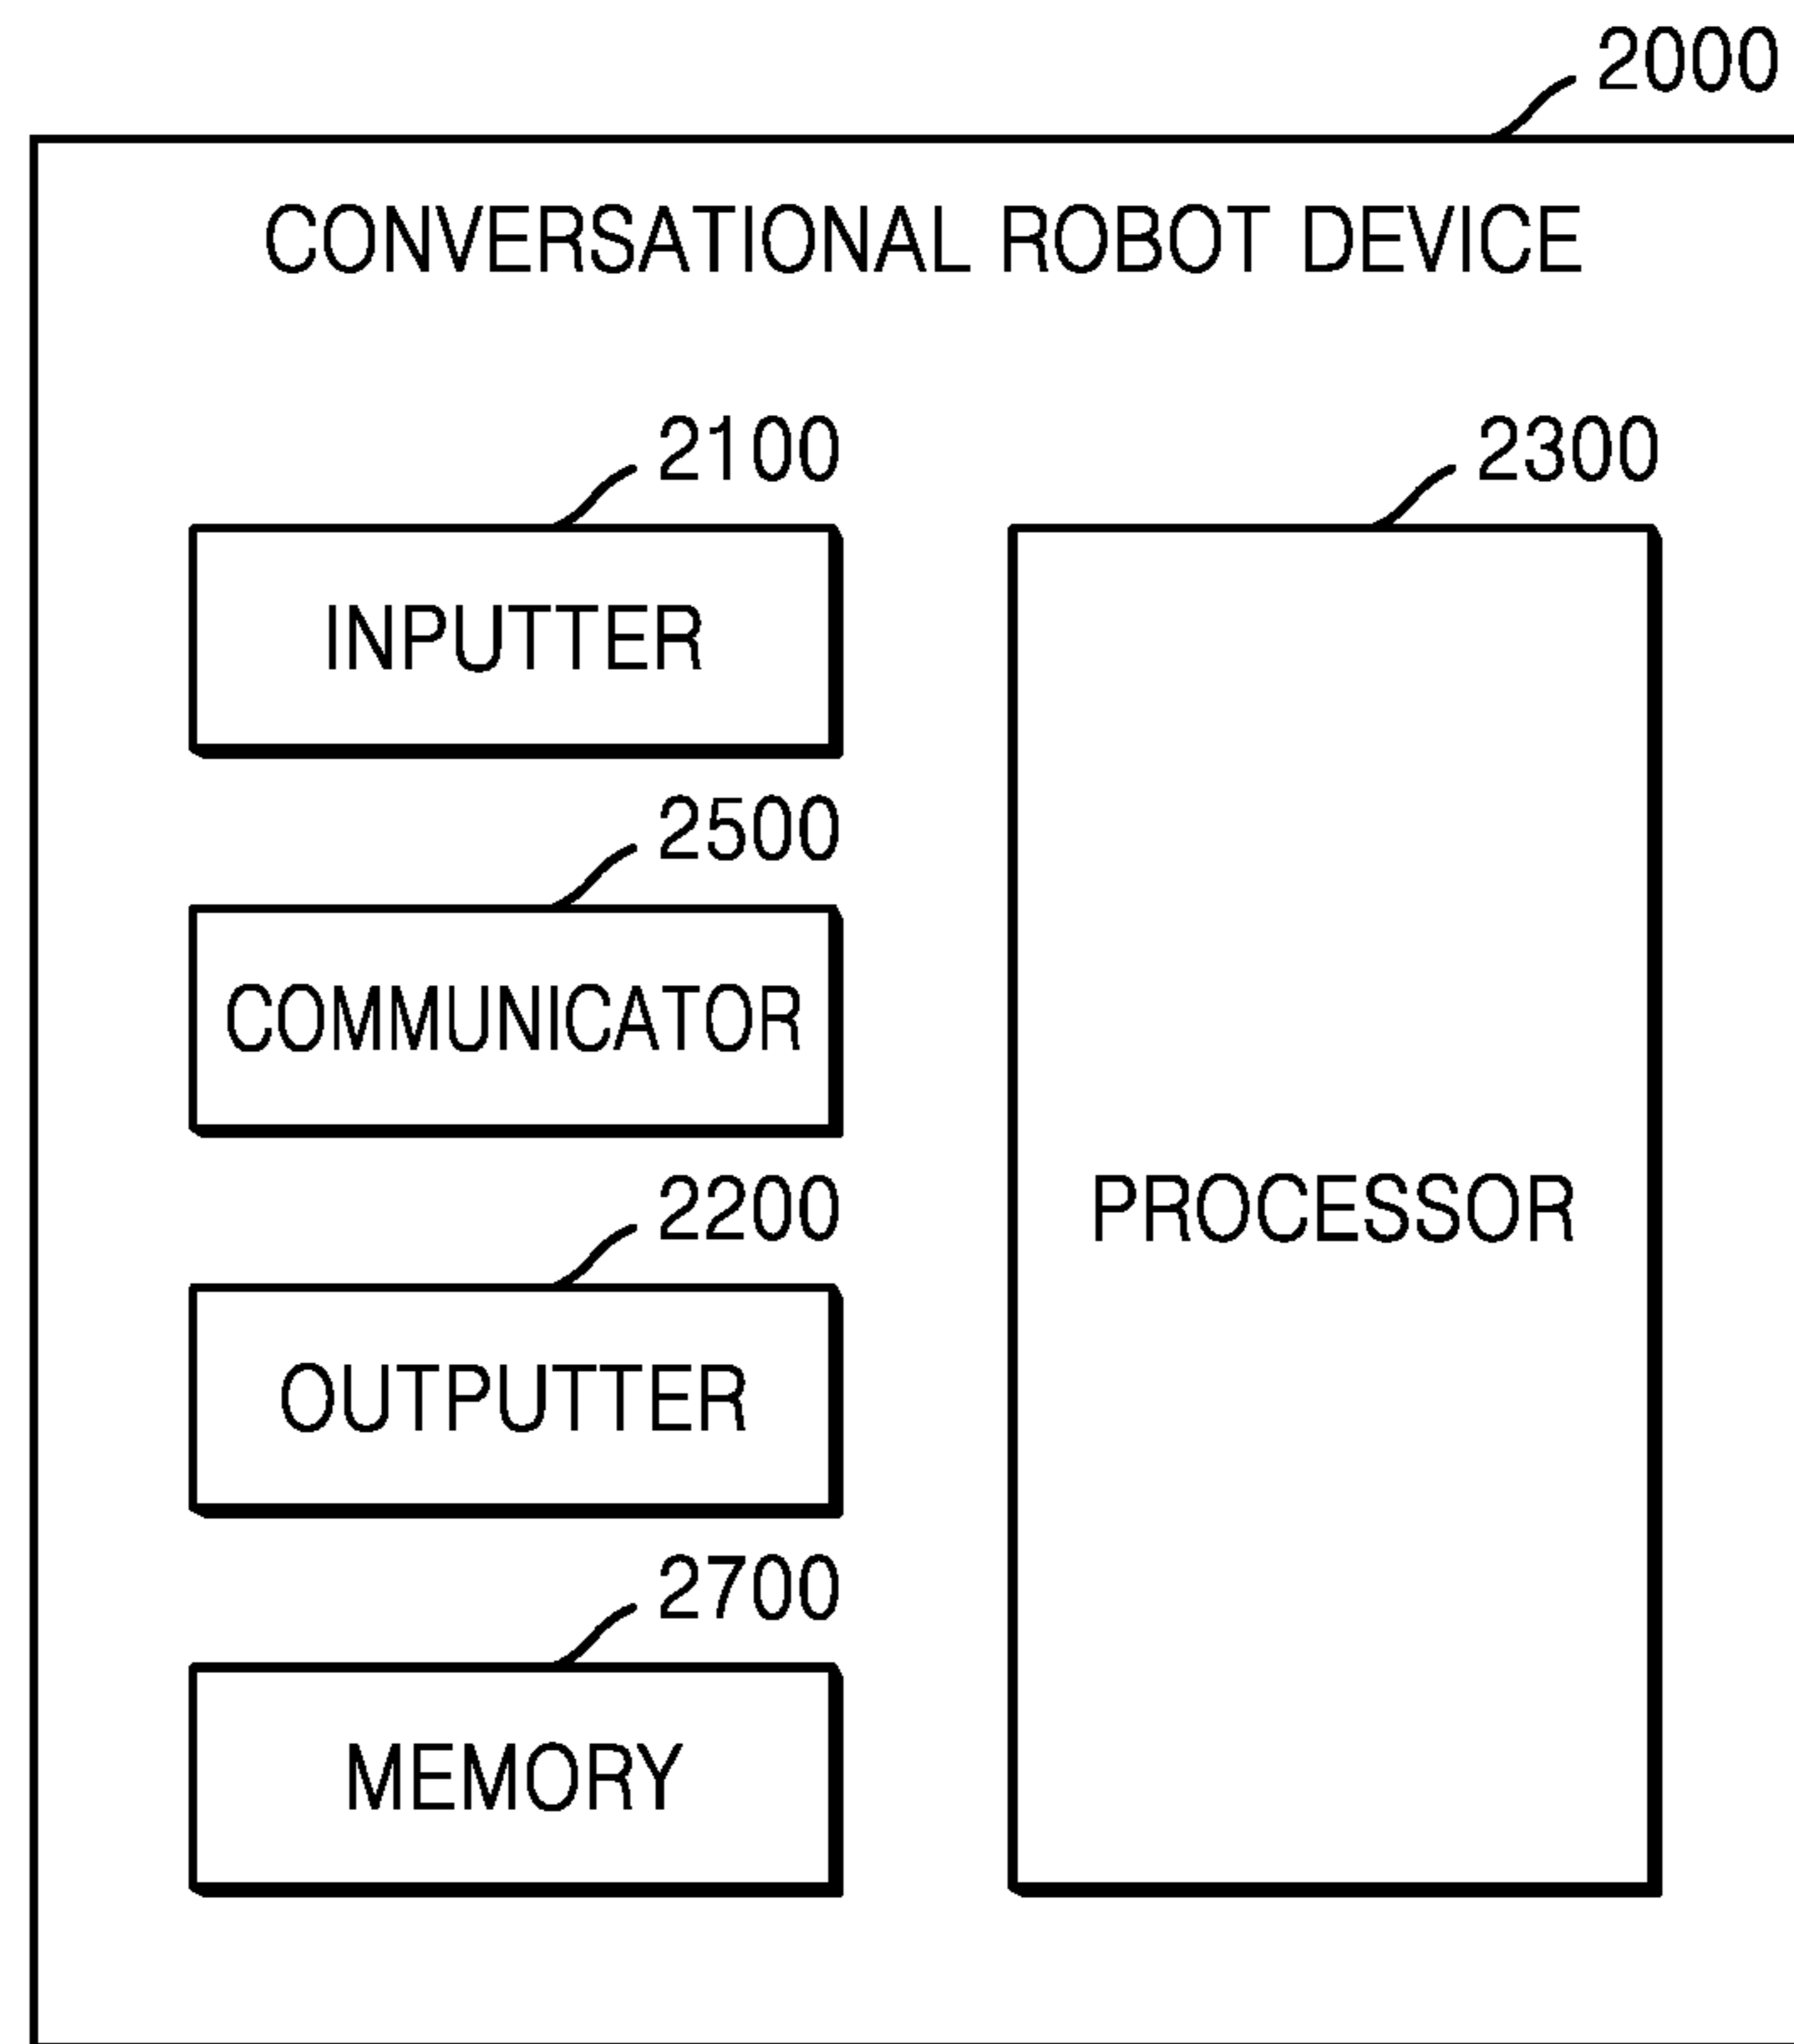 2000
CONVERSATIONAL ROBOT DEVICE
2100
INPUTTER
2500
COMMUNICATOR
2200
OUTPUTTER
2700
MEMORY
2300
PROCESSOR